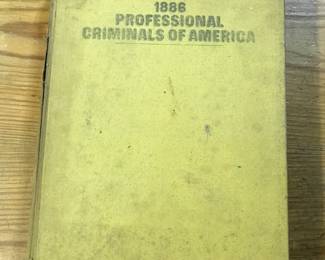 1886
PROFESSIONAL
CRIMINALS OF AMERICA